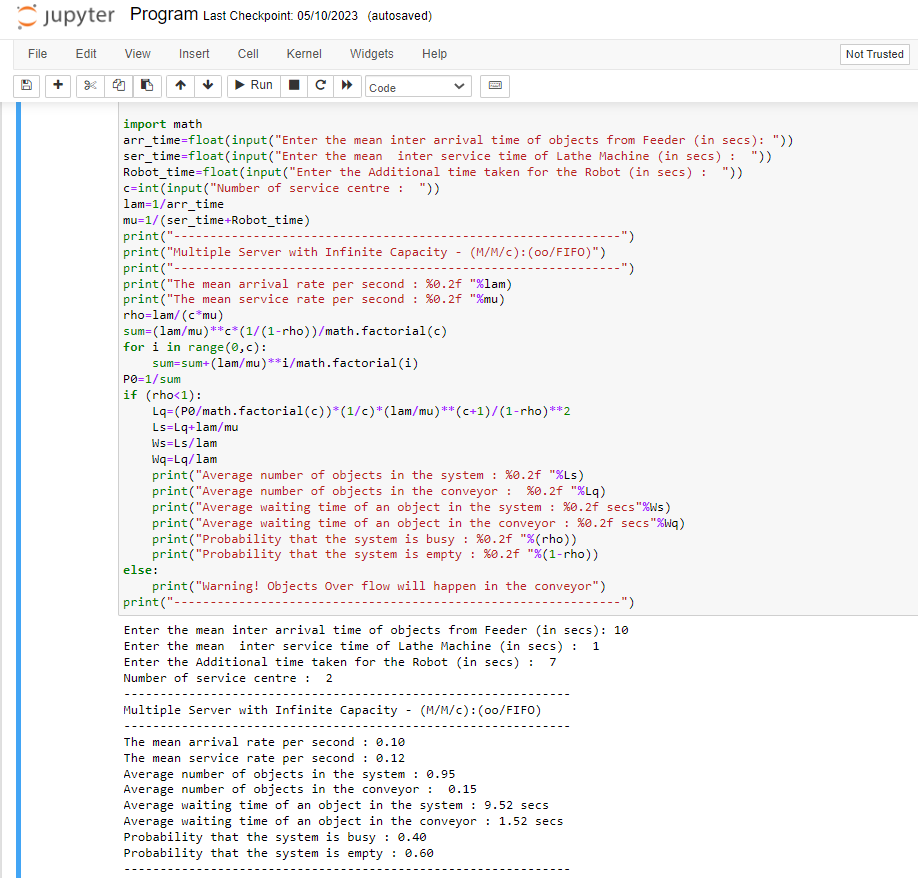 jupyter Program Last Checkpoint: 05/10/2023 (autosaved)
File Edit View Insert Cell Kernel Widgets Help Not Trusted
Run Code
import math
arr_time=float(input("Enter the mean inter arrival time of objects from Feeder (in secs): "))
ser_time=float(input("Enter the mean  inter service time of Lathe Machine (in secs) :  "))
Robot_time=float(input("Enter the Additional time taken for the Robot (in secs) :  "))
c=int(input("Number of service centre :  "))
lam=1/arr_time
mu=1/(ser_time+Robot_time)
print("--------------------------------------------------------------")
print("Multiple Server with Infinite Capacity - (M/M/c):(oo/FIFO)")
print("--------------------------------------------------------------")
print("The mean arrival rate per second : %0.2f "%lam)
print("The mean service rate per second : %0.2f "%mu)
rho=lam/(c*mu)
sum=(lam/mu)**c*(1/(1-rho))/math.factorial(c)
for i in range(0,c):
    sum=sum+(lam/mu)**i/math.factorial(i)
P0=1/sum
if (rho<1):
    Lq=(P0/math.factorial(c))*(1/c)*(lam/mu)**(c+1)/(1-rho)**2
    Ls=Lq+lam/mu
    Ws=Ls/lam
    Wq=Lq/lam
    print("Average number of objects in the system : %0.2f "%Ls)
    print("Average number of objects in the conveyor :  %0.2f "%Lq)
    print("Average waiting time of an object in the system : %0.2f secs"%Ws)
    print("Average waiting time of an object in the conveyor : %0.2f secs"%Wq)
    print("Probability that the system is busy : %0.2f "%(rho))
    print("Probability that the system is empty : %0.2f "%(1-rho))
else:
    print("Warning! Objects Over flow will happen in the conveyor")
print("--------------------------------------------------------------")
Enter the mean inter arrival time of objects from Feeder (in secs): 10
Enter the mean  inter service time of Lathe Machine (in secs) :  1
Enter the Additional time taken for the Robot (in secs) :  7
Number of service centre :  2
--------------------------------------------------------------
Multiple Server with Infinite Capacity - (M/M/c):(oo/FIFO)
--------------------------------------------------------------
The mean arrival rate per second : 0.10
The mean service rate per second : 0.12
Average number of objects in the system : 0.95
Average number of objects in the conveyor :  0.15
Average waiting time of an object in the system : 9.52 secs
Average waiting time of an object in the conveyor : 1.52 secs
Probability that the system is busy : 0.40
Probability that the system is empty : 0.60
--------------------------------------------------------------